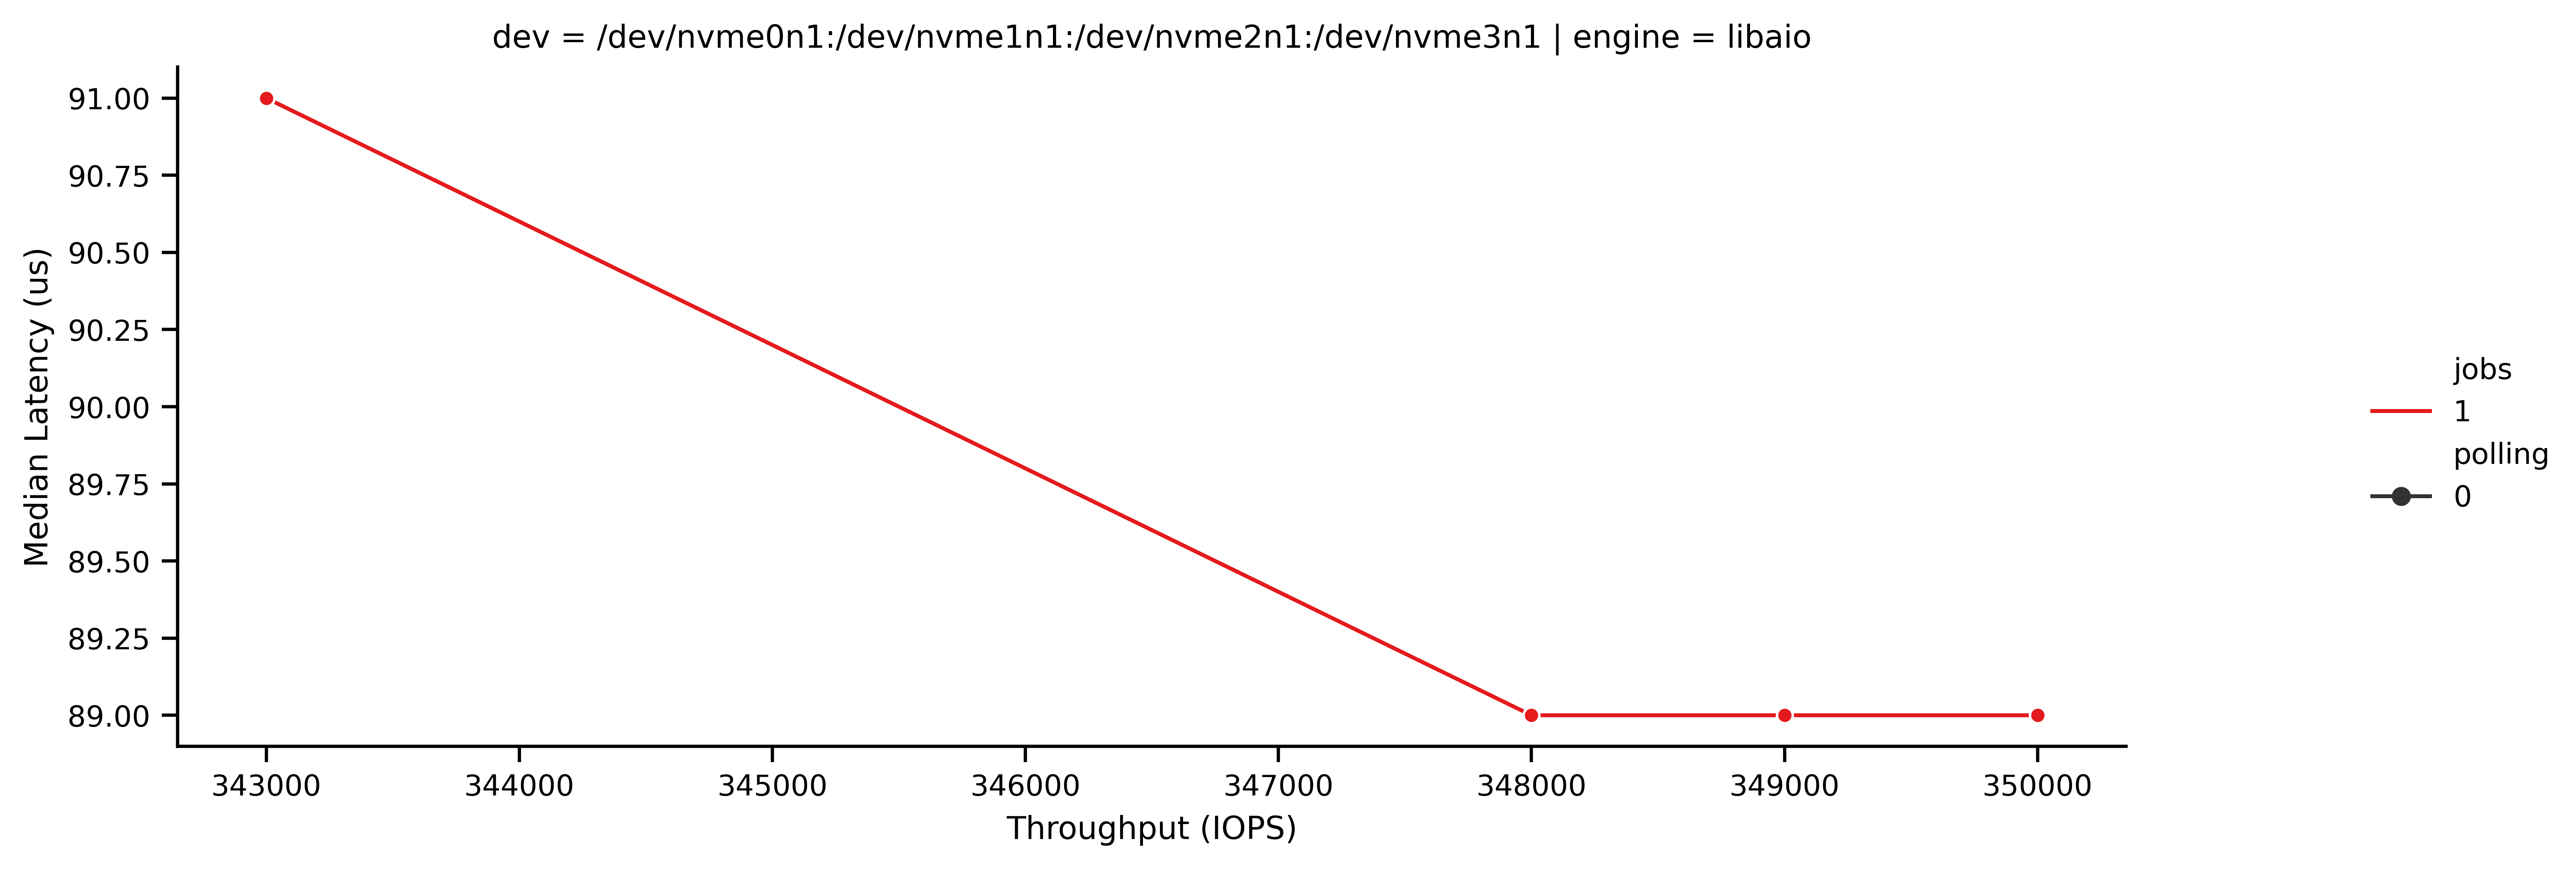 dev = /dev/nvme0n1:/dev/nvme1n1:/dev/nvme2n1:/dev/nvme3n1 | engine = libaio
Median Latency (us)
91.00
90.75
90.50
90.25
90.00
89.75
89.50
89.25
89.00
343000 344000 345000 346000 347000 348000 349000 350000
Throughput (IOPS)
jobs
1
polling
0